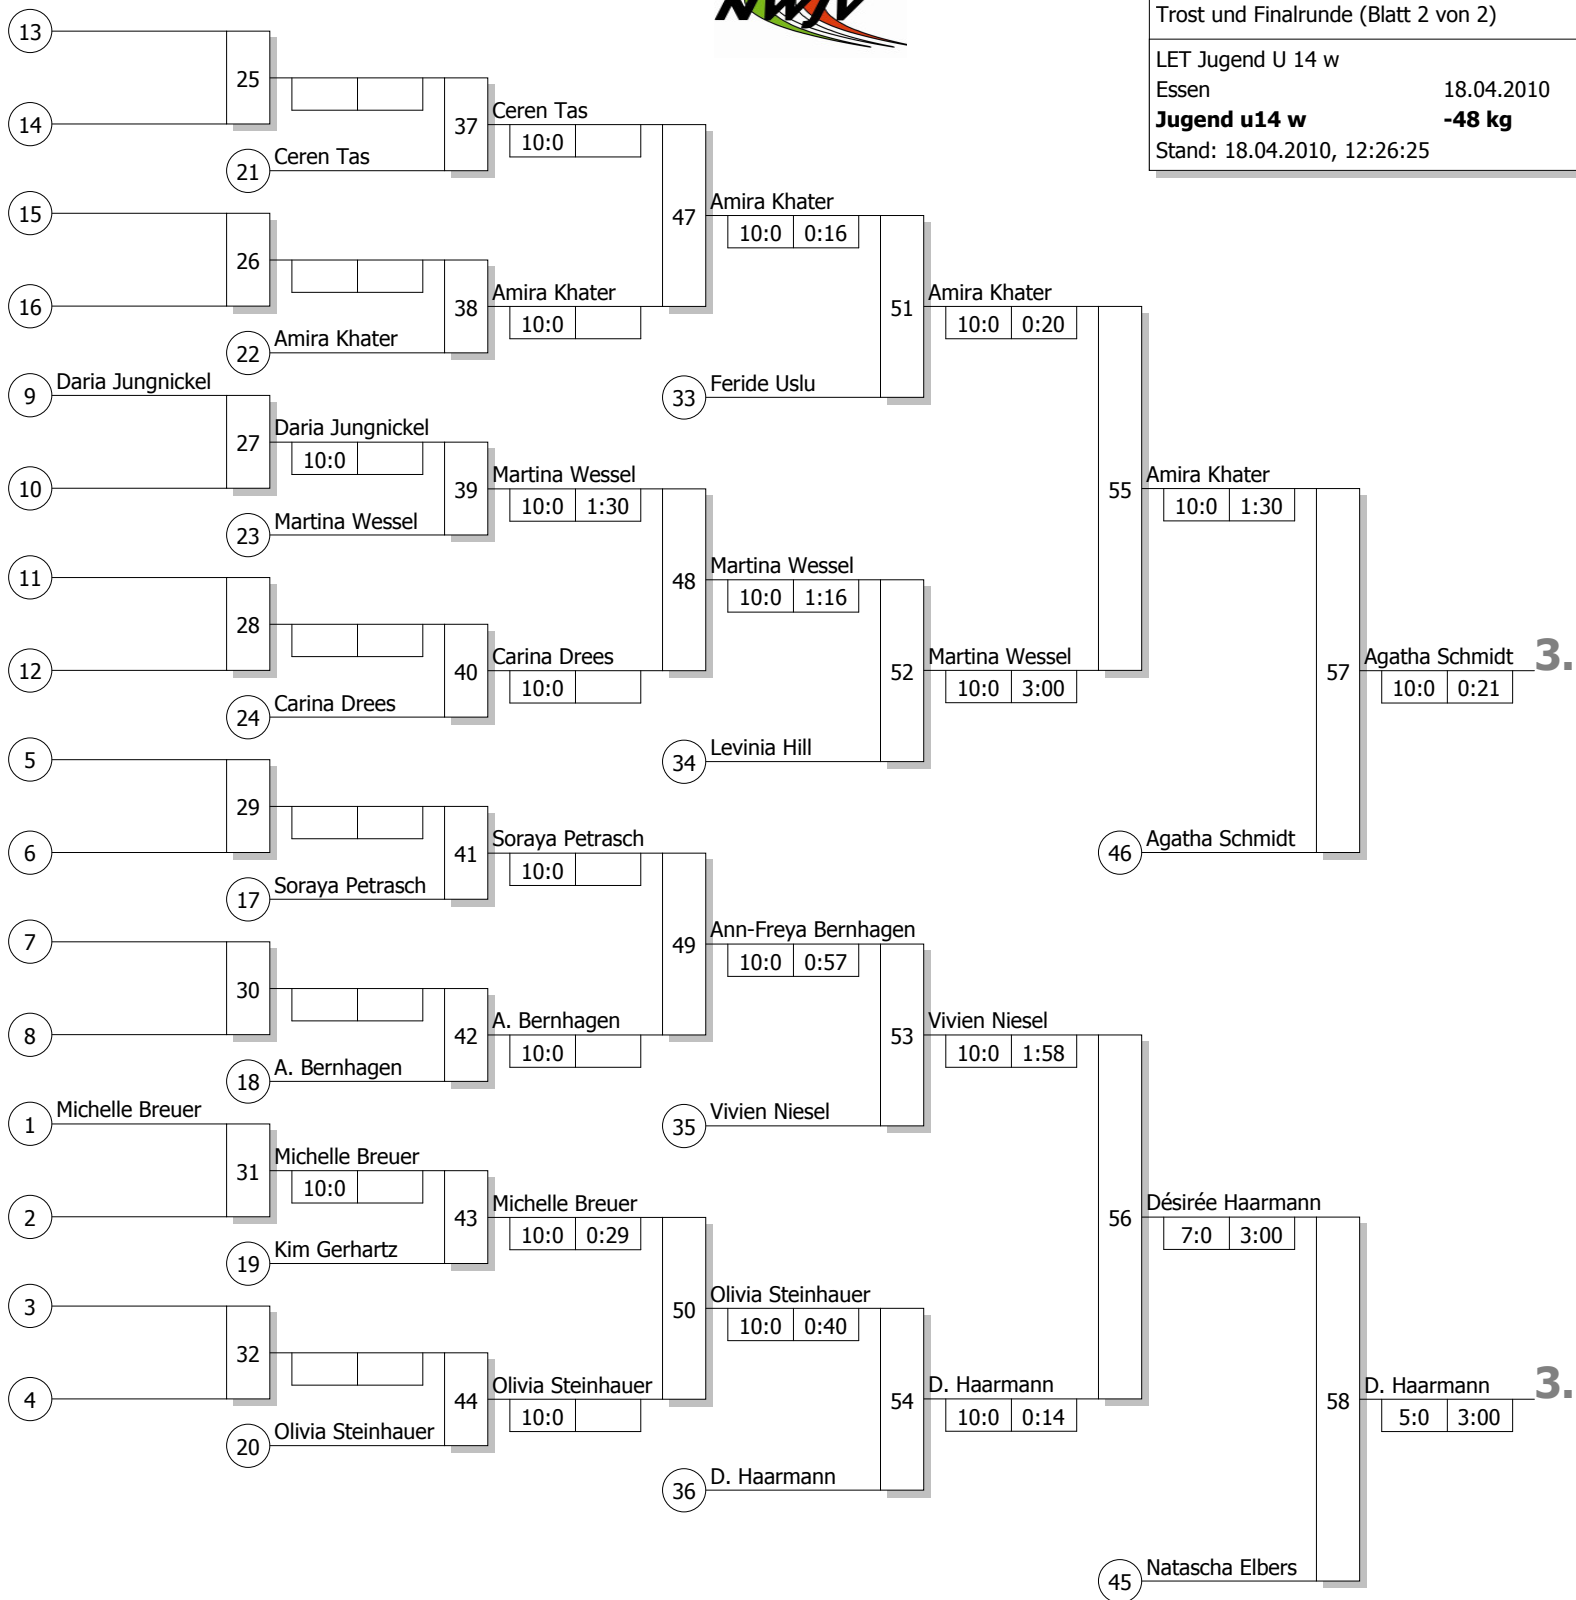 NWJV
Trost und Finalrunde (Blatt 2 von 2)
LET Jugend U 14 w
Essen 18.04.2010
Jugend u14 w -48 kg
Stand: 18.04.2010, 12:26:25
13
25
14
37
Ceren Tas
10:0
21
Ceren Tas
15
47
Amira Khater
10:0 0:16
26
16
38
Amira Khater
10:0
22
Amira Khater
51
Amira Khater
10:0 0:20
9
Daria Jungnickel
33
Feride Uslu
27
Daria Jungnickel
10:0
10
39
Martina Wessel
10:0 1:30
23
Martina Wessel
55
Amira Khater
10:0 1:30
11
48
Martina Wessel
10:0 1:16
28
12
40
Carina Drees
10:0
24
Carina Drees
52
Martina Wessel
10:0 3:00
57
Agatha Schmidt
3.
10:0 0:21
5
34
Levinia Hill
29
6
41
Soraya Petrasch
10:0
17
Soraya Petrasch
46
Agatha Schmidt
7
49
Ann-Freya Bernhagen
10:0 0:57
30
8
42
A. Bernhagen
10:0
18
A. Bernhagen
53
Vivien Niesel
10:0 1:58
1
Michelle Breuer
35
Vivien Niesel
31
Michelle Breuer
10:0
2
43
Michelle Breuer
10:0 0:29
19
Kim Gerhartz
56
Désirée Haarmann
7:0 3:00
3
50
Olivia Steinhauer
10:0 0:40
32
4
44
Olivia Steinhauer
10:0
20
Olivia Steinhauer
54
D. Haarmann
10:0 0:14
58
D. Haarmann
3.
5:0 3:00
36
D. Haarmann
45
Natascha Elbers